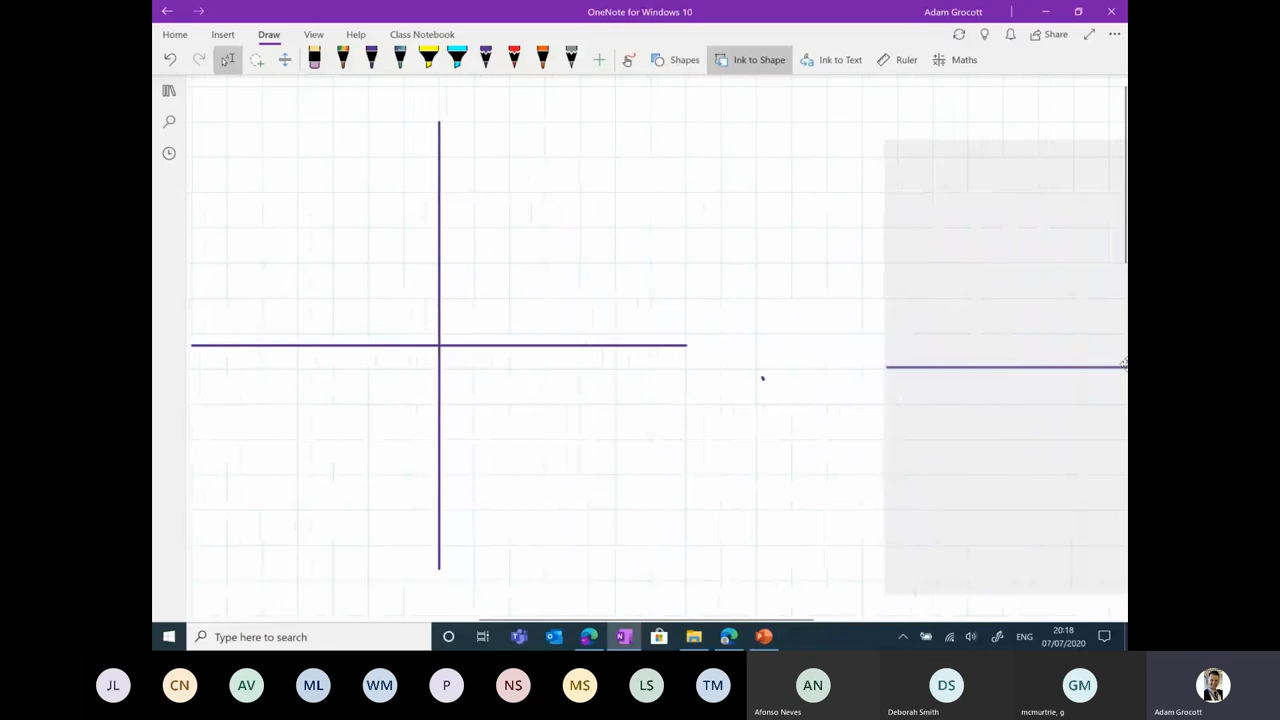 OneNote for Windows 10
Adam Grocott
Home Insert Draw View Help Class Notebook Share
Shapes Ink to Shape Ink to Text Ruler Maths
Type here to search
ENG
20:18
07/07/2020
JL CN AV ML WM P NS MS LS TM AN DS GM
Afonso Neves Deborah Smith mcmurtrie, g Adam Grocott